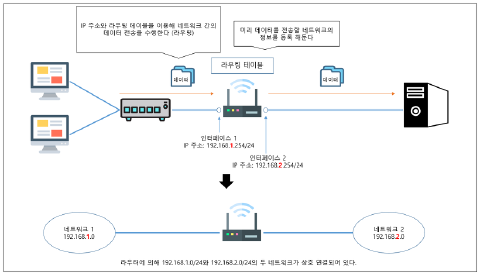 IP 주소와 라우팅 테이블을 이용해 네트워크 간의
데이터 전송을 수행한다 (라우팅)
미리 데이터를 전송할 네트워크의
정보를 등록 해둔다
데이터
라우팅 테이블
데이터
인터페이스 1
IP 주소: 192.168.1.254/24
인터페이스 2
IP 주소: 192.168.2.254/24
네트워크 1
192.168.1.0
네트워크 2
192.168.2.0
라우터에 의해 192.168.1.0/24와 192.168.2.0/24의 두 네트워크가 상호 연결되어 있다.